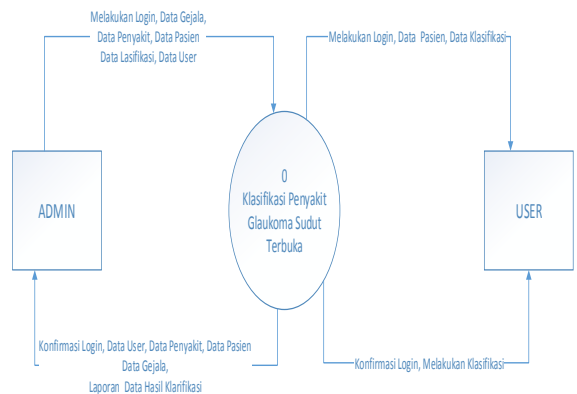 Melakukan Login, Data Gejala,
Data Penyakit, Data Pasien
Data Lasifikasi, Data User
Melakukan Login, Data Pasien, Data Klasifikasi
ADMIN
0
Klasifikasi Penyakit
Glaukoma Sudut
Terbuka
USER
Konfirmasi Login, Data User, Data Penyakit, Data Pasien
Data Gejala,
Laporan Data Hasil Klarifikasi
Konfirmasi Login, Melakukan Klasifikasi